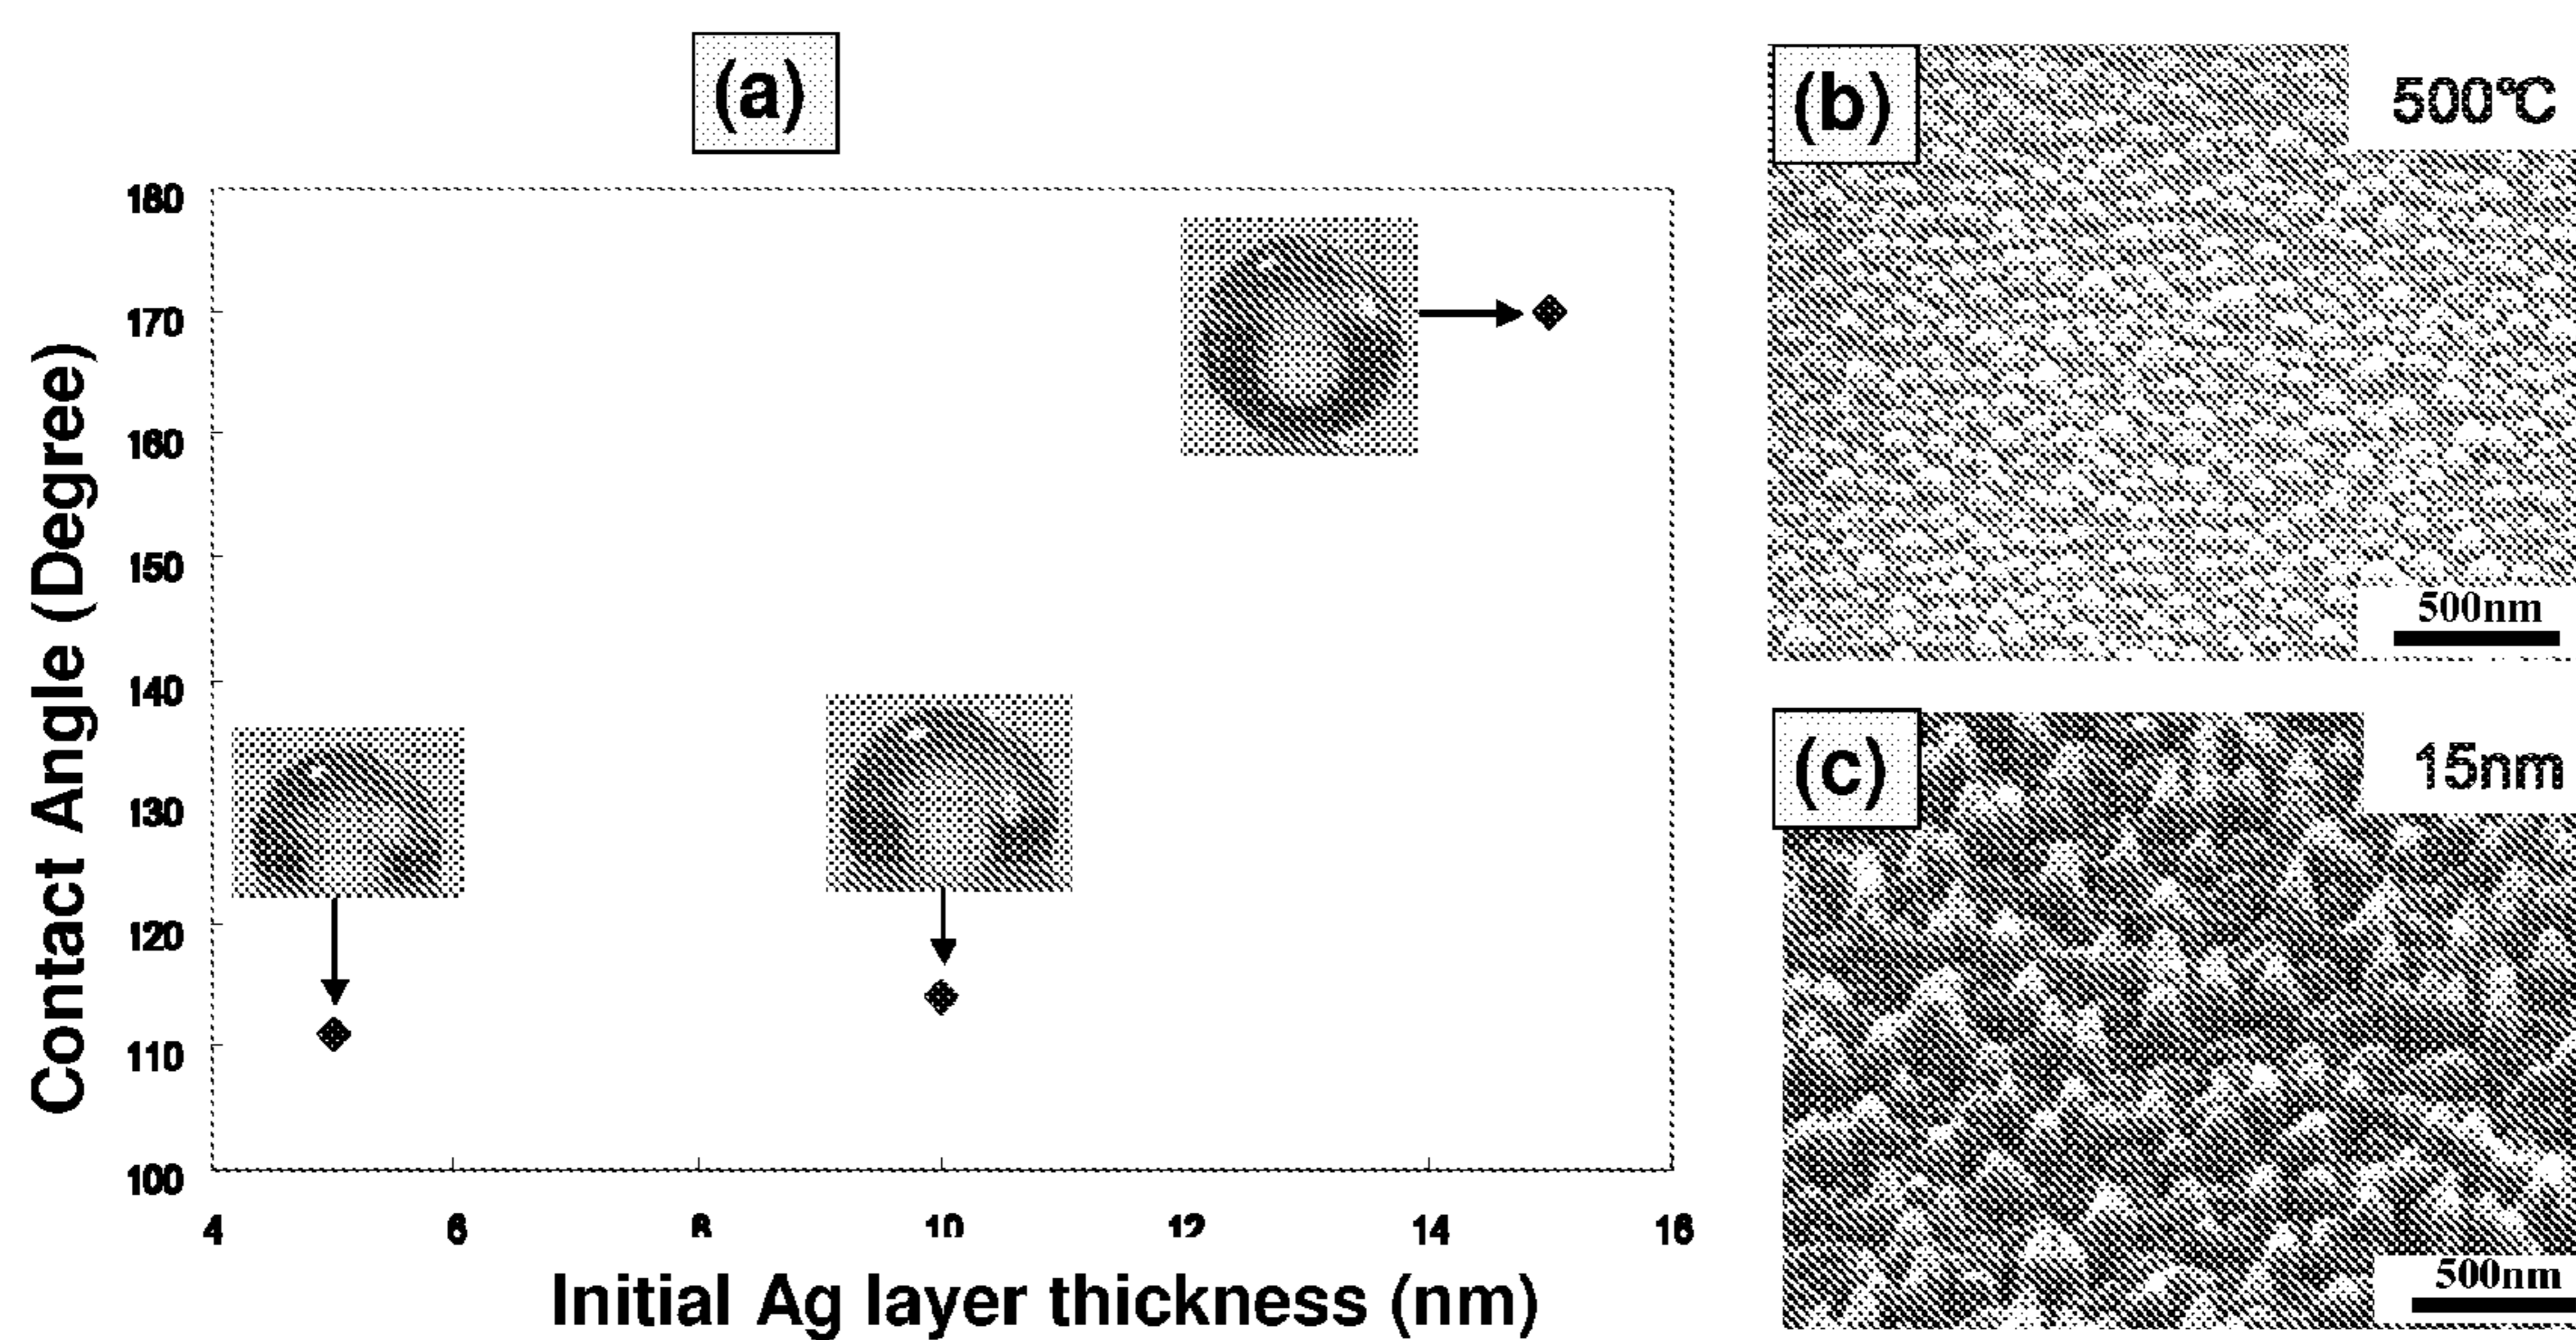 (a)
180
170
160
150
140
130
120
110
100
4 6 8 10 12 14 16
Contact Angle (Degree)
Initial Ag layer thickness (nm)
(b)
500°C
500nm
(c)
15nm
500nm